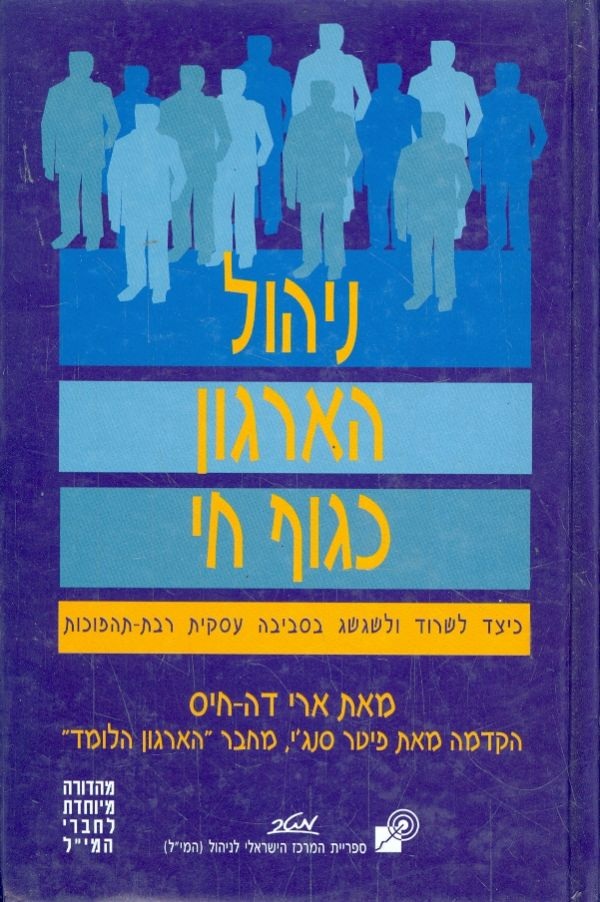 ניהול
הארגון
כגוף חי
כיצד לשרוד ולשגשג בסביבה עסקית רבת-תהפוכות
מאת ארי דה-חיס
הקדמה מאת פיטר סנג'י, מחבר "הארגון הלומד"
מהדורה
מיוחדת
לחברי
המי"ל
מטר
ספריית המרכז הישראלי לניהול (המי"ל)